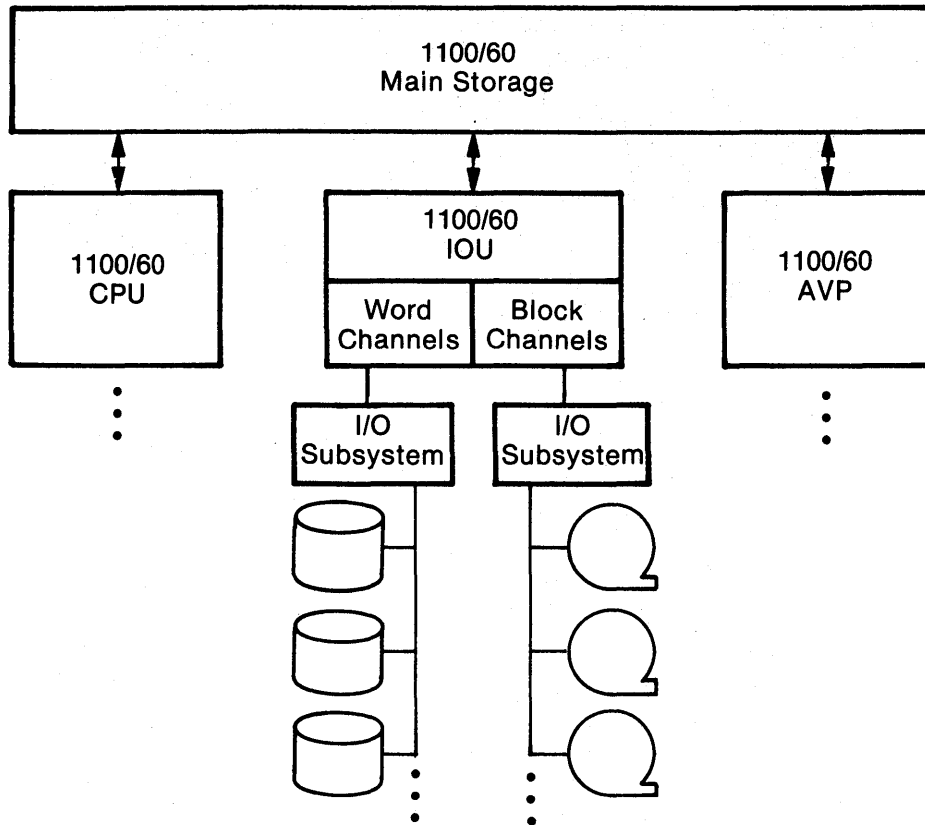 1100/60
Main Storage
1100/60
CPU
1100/60
IOU
Word
Channels
Block
Channels
1100/60
AVP
I/O
Subsystem
I/O
Subsystem